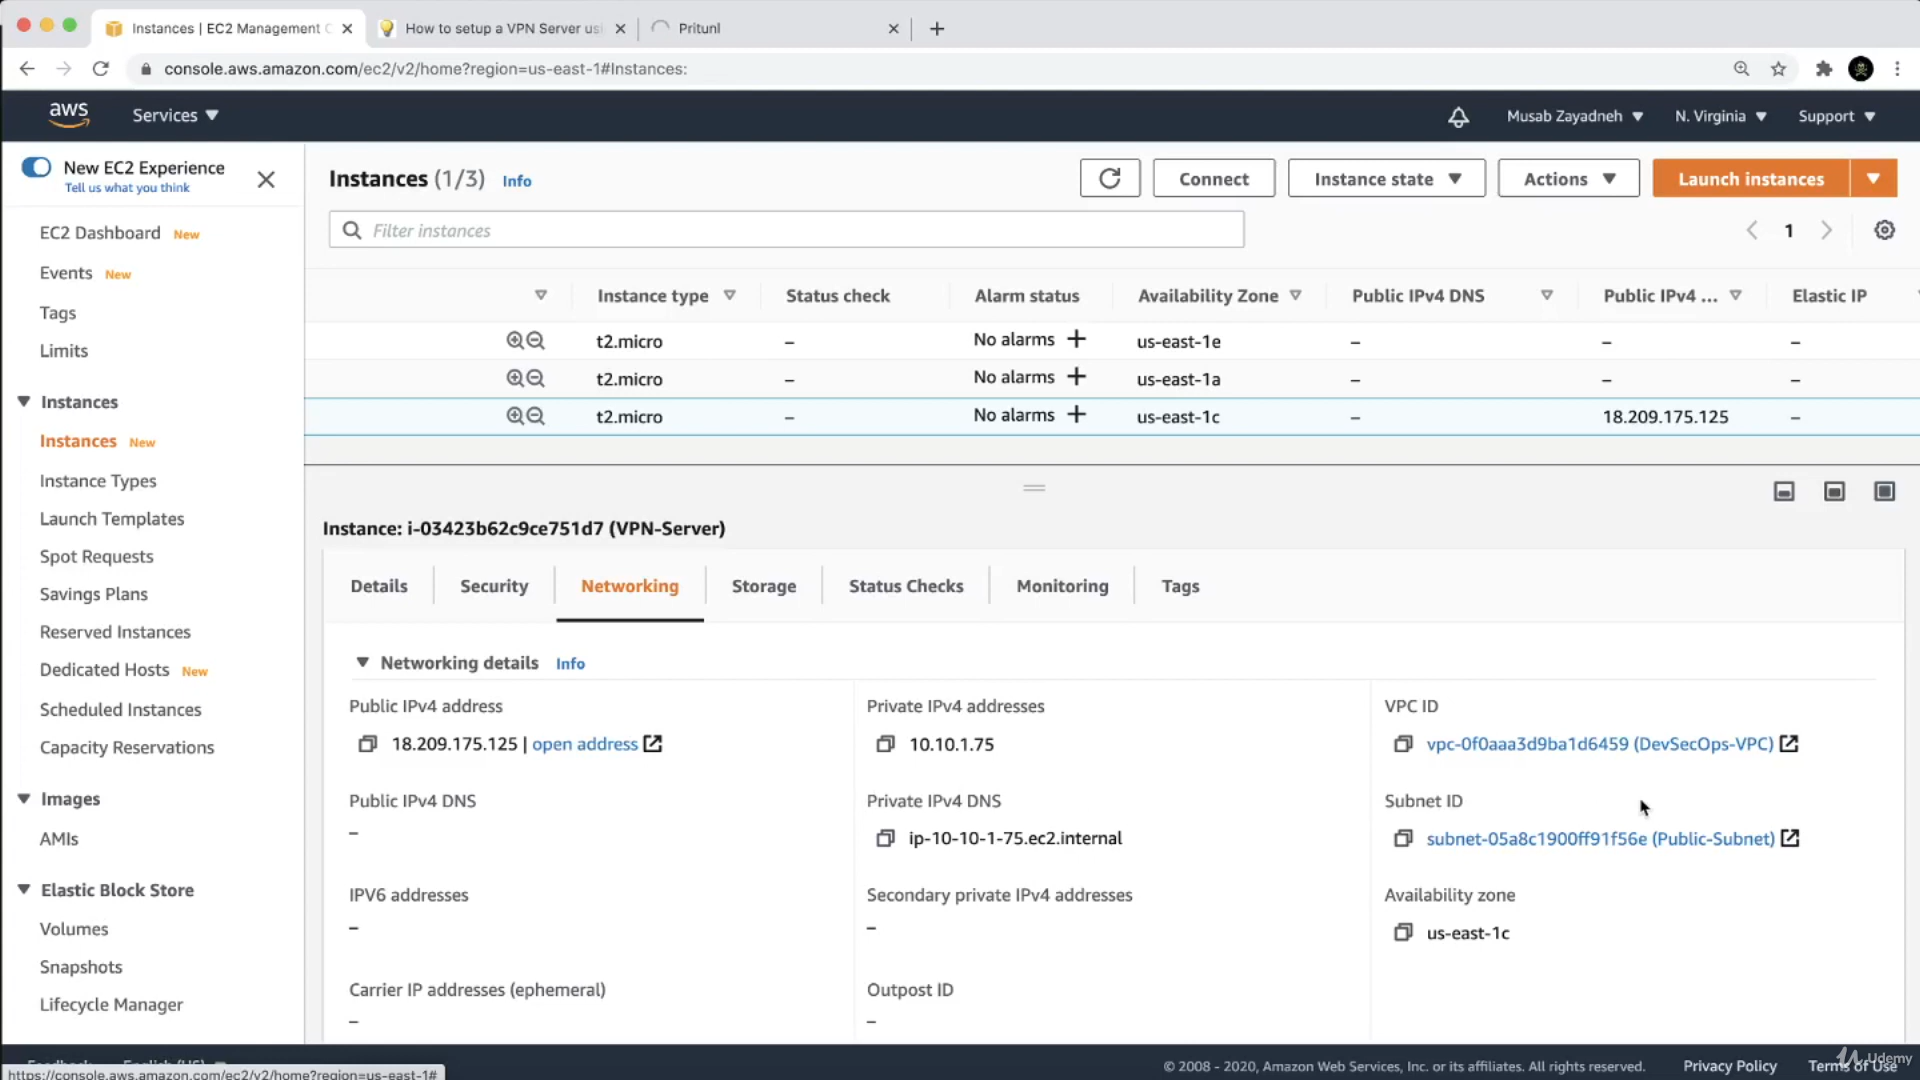 Instances | EC2 Management C
How to setup a VPN Server usi
Pritunl
console.aws.amazon.com/ec2/v2/home?region=us-east-1#Instances:
aws
Services
Musab Zayadneh
N. Virginia
Support
New EC2 Experience
Tell us what you think
EC2 Dashboard New
Events New
Tags
Limits
Instances
Instances New
Instance Types
Launch Templates
Spot Requests
Savings Plans
Reserved Instances
Dedicated Hosts New
Scheduled Instances
Capacity Reservations
Images
AMIs
Elastic Block Store
Volumes
Snapshots
Lifecycle Manager
Instances (1/3) Info
Connect
Instance state
Actions
Launch instances
Filter instances
1
Instance type Status check Alarm status Availability Zone Public IPv4 DNS Public IPv4 ... Elastic IP
t2.micro – No alarms + us-east-1e – – –
t2.micro – No alarms + us-east-1a – – –
t2.micro – No alarms + us-east-1c – 18.209.175.125 –
Instance: i-03423b62c9ce751d7 (VPN-Server)
Details Security Networking Storage Status Checks Monitoring Tags
Networking details Info
Public IPv4 address
18.209.175.125 | open address
Private IPv4 addresses
10.10.1.75
VPC ID
vpc-0f0aaa3d9ba1d6459 (DevSecOps-VPC)
Public IPv4 DNS
–
Private IPv4 DNS
ip-10-10-1-75.ec2.internal
Subnet ID
subnet-05a8c1900ff91f56e (Public-Subnet)
IPV6 addresses
–
Secondary private IPv4 addresses
–
Availability zone
us-east-1c
Carrier IP addresses (ephemeral)
–
Outpost ID
–
https://console.aws.amazon.com/ec2/v2/home?region=us-east-1#
© 2008 - 2020, Amazon Web Services, Inc. or its affiliates. All rights reserved.
Privacy Policy
Terms of Use
Udemy